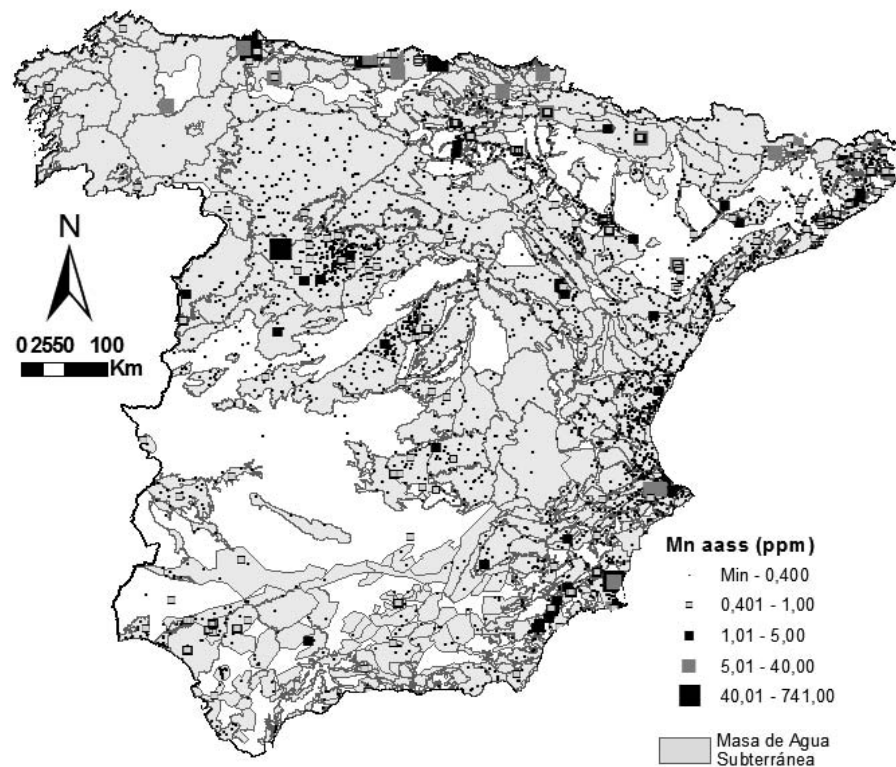 N
0 2550 100
Km
Mn aass (ppm)
Min - 0,400
0,401 - 1,00
1,01 - 5,00
5,01 - 40,00
40,01 - 741,00
Masa de Agua
Subterránea